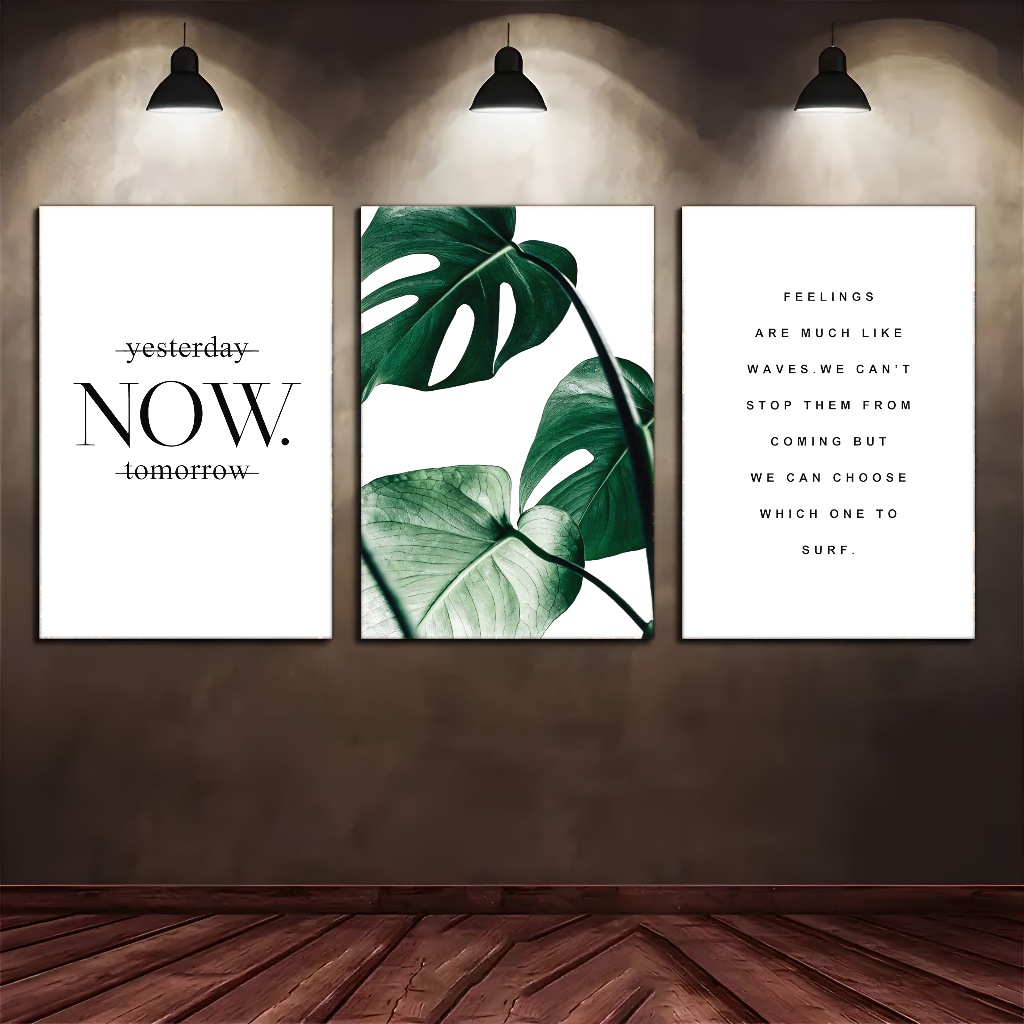 yesterday
NOW.
tomorrow
FEELINGS
ARE MUCH LIKE
WAVES.WE CAN'T
STOP THEM FROM
COMING BUT
WE CAN CHOOSE
WHICH ONE TO
SURF.